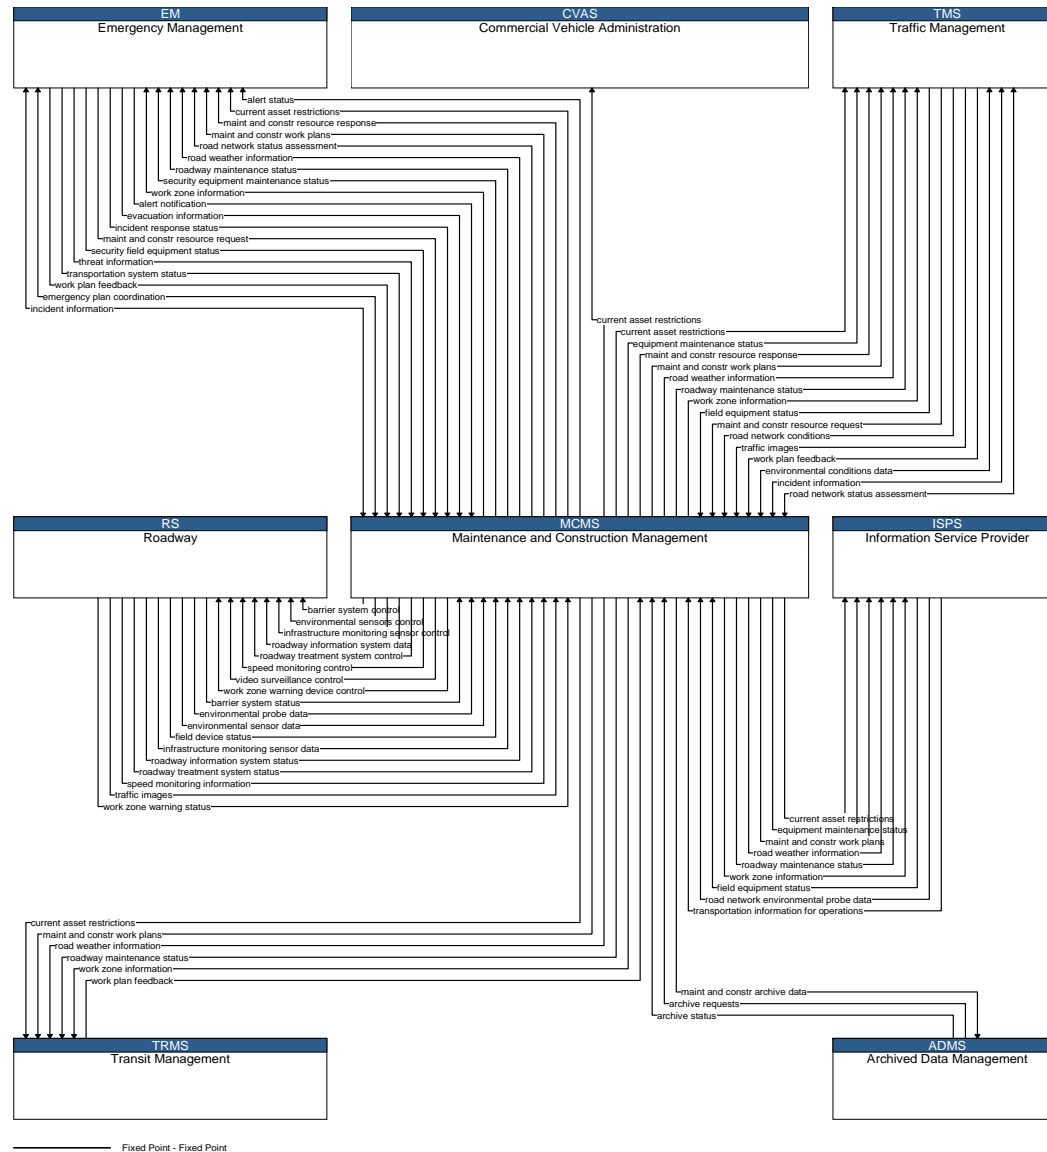 EM
Emergency Management
CVAS
Commercial Vehicle Administration
TMS
Traffic Management
alert status
current asset restrictions
maint and constr resource response
maint and constr work plans
road network status assessment
road weather information
roadway maintenance status
security equipment maintenance status
work zone information
alert notification
evacuation information
incident response status
maint and constr resource request
security field equipment status
threat information
transportation system status
work plan feedback
emergency plan coordination
incident information
current asset restrictions
current asset restrictions
equipment maintenance status
maint and constr resource response
maint and constr work plans
road weather information
roadway maintenance status
work zone information
field equipment status
maint and constr resource request
road network conditions
traffic images
work plan feedback
environmental conditions data
incident information
road network status assessment
RS
Roadway
MCMS
Maintenance and Construction Management
ISPS
Information Service Provider
barrier system control
environmental sensors control
infrastructure monitoring sensor control
roadway information system data
roadway treatment system control
speed monitoring control
video surveillance control
work zone warning device control
barrier system status
environmental probe data
environmental sensor data
field device status
infrastructure monitoring sensor data
roadway information system status
roadway treatment system status
speed monitoring information
traffic images
work zone warning status
current asset restrictions
equipment maintenance status
maint and constr work plans
road weather information
roadway maintenance status
work zone information
field equipment status
road network environmental probe data
transportation information for operations
current asset restrictions
maint and constr work plans
road weather information
roadway maintenance status
work zone information
work plan feedback
maint and constr archive data
archive requests
archive status
TRMS
Transit Management
ADMS
Archived Data Management
Fixed Point - Fixed Point